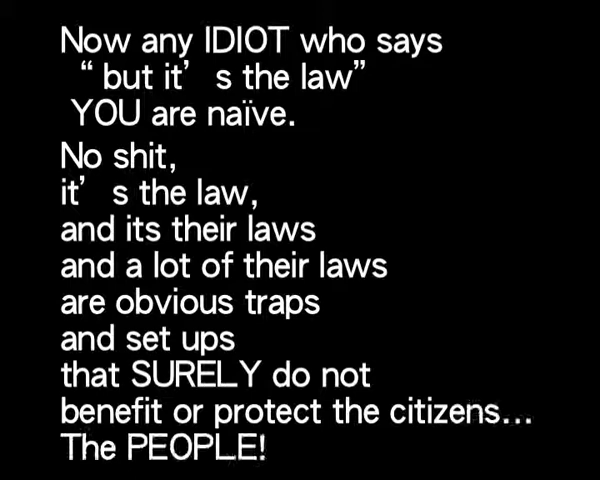 Now any IDIOT who says
“ but it’ s the law”
YOU are naïve.
No shit,
it’ s the law,
and its their laws
and a lot of their laws
are obvious traps
and set ups
that SURELY do not
benefit or protect the citizens...
The PEOPLE!